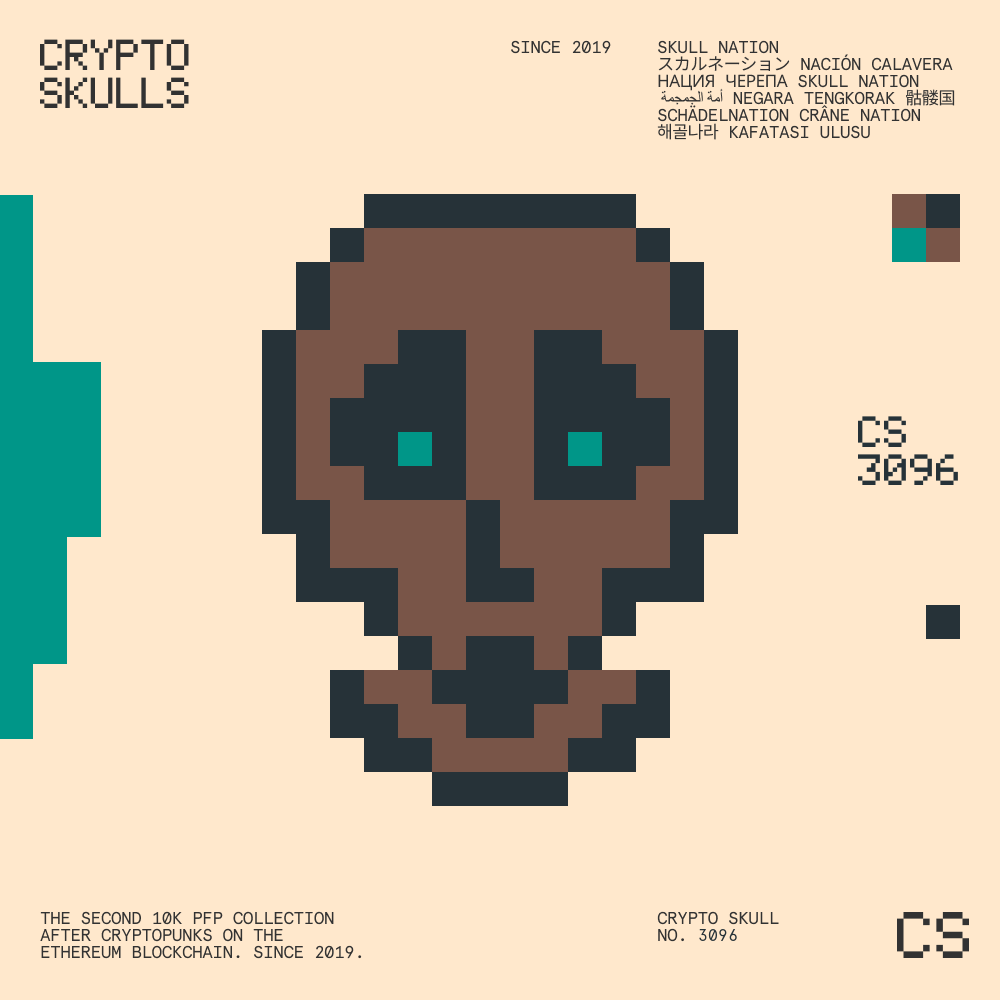 CRYPTO
SKULLS
SINCE 2019
SKULL NATION
スカルネーション NACIÓN CALAVERA
НАЦИЯ ЧЕРЕПА SKULL NATION
أمة الجمجمة NEGARA TENGKORAK 骷髏国
SCHÄDELNATION CRÂNE NATION
해골나라 KAFATASI ULUSU
CS
3096
THE SECOND 10K PFP COLLECTION
AFTER CRYPTOPUNKS ON THE
ETHEREUM BLOCKCHAIN. SINCE 2019.
CRYPTO SKULL
NO. 3096
CS